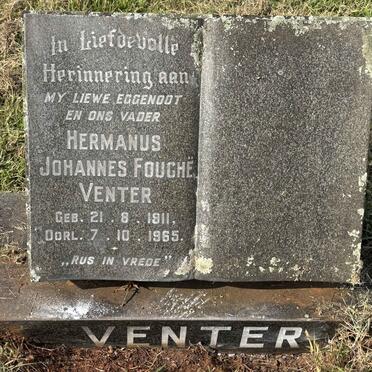 In Liefdevolle
Herinnering aan
MY LIEWE EGGENOOT
EN ONS VADER
HERMANUS
JOHANNES FOUCHÉ
VENTER
GEB. 21 . 8 . 1911.
OORL. 7 . 10 . 1965.
„RUS IN VREDE"
VENTER